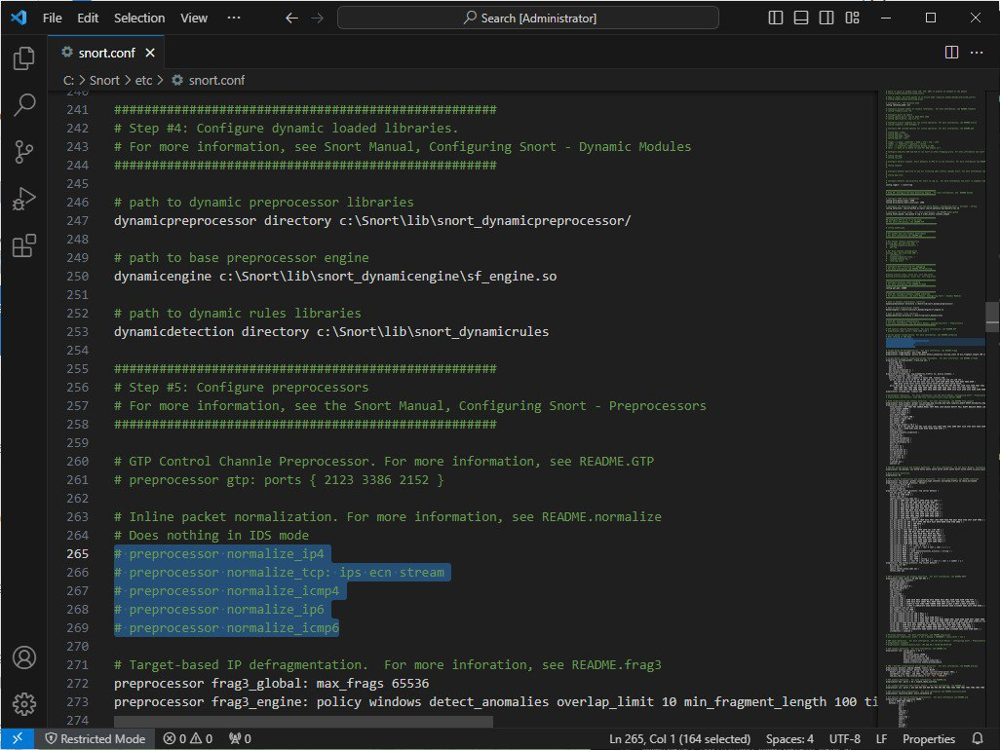 File Edit Selection View ··· Search [Administrator]
snort.conf
C: > Snort > etc > snort.conf
240
241 ###################################################
242 # Step #4: Configure dynamic loaded libraries.
243 # For more information, see Snort Manual, Configuring Snort - Dynamic Modules
244 ###################################################
245
246 # path to dynamic preprocessor libraries
247 dynamicpreprocessor directory c:\Snort\lib\snort_dynamicpreprocessor/
248
249 # path to base preprocessor engine
250 dynamicengine c:\Snort\lib\snort_dynamicengine\sf_engine.so
251
252 # path to dynamic rules libraries
253 dynamicdetection directory c:\Snort\lib\snort_dynamicrules
254
255 ###################################################
256 # Step #5: Configure preprocessors
257 # For more information, see the Snort Manual, Configuring Snort - Preprocessors
258 ###################################################
259
260 # GTP Control Channle Preprocessor. For more information, see README.GTP
261 # preprocessor gtp: ports { 2123 3386 2152 }
262
263 # Inline packet normalization. For more information, see README.normalize
264 # Does nothing in IDS mode
265 # preprocessor normalize_ip4
266 # preprocessor normalize_tcp: ips ecn stream
267 # preprocessor normalize_icmp4
268 # preprocessor normalize_ip6
269 # preprocessor normalize_icmp6
270
271 # Target-based IP defragmentation.  For more inforation, see README.frag3
272 preprocessor frag3_global: max_frags 65536
273 preprocessor frag3_engine: policy windows detect_anomalies overlap_limit 10 min_fragment_length 100 ti
274
Restricted Mode 0 0 0 Ln 265, Col 1 (164 selected) Spaces: 4 UTF-8 LF Properties